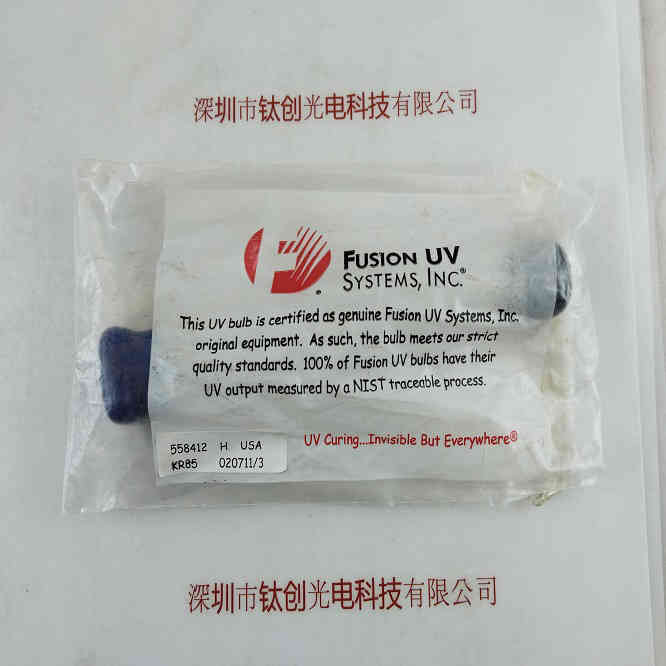 深圳市钛创光电科技有限公司
FUSION UV
SYSTEMS, INC.®
®
This UV bulb is certified as genuine Fusion UV Systems, Inc.
original equipment. As such, the bulb meets our strict
quality standards. 100% of Fusion UV bulbs have their
UV output measured by a NIST traceable process.
UV Curing...Invisible But Everywhere®
558412 H USA
KR85 020711/3
深圳市钛创光电科技有限公司